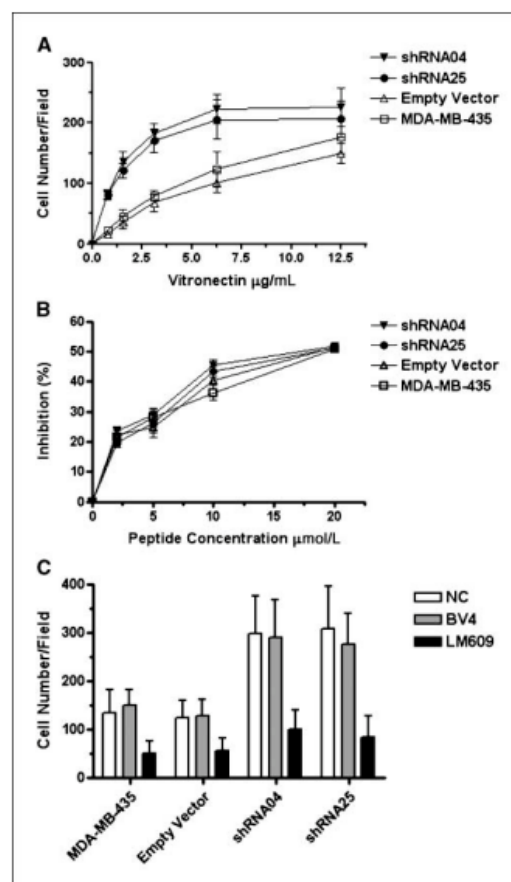 A
300
200
100
0
Cell Number/Field
0.0 2.5 5.0 7.5 10.0 12.5
Vitronectin μg/mL
shRNA04
shRNA25
Empty Vector
MDA-MB-435
B
60
50
40
30
20
10
0
Inhibition (%)
0 5 10 15 20
Peptide Concentration μmol/L
shRNA04
shRNA25
Empty Vector
MDA-MB-435
C
400
300
200
100
0
Cell Number/Field
NC
BV4
LM609
MDA-MB-435
Empty Vector
shRNA04
shRNA25